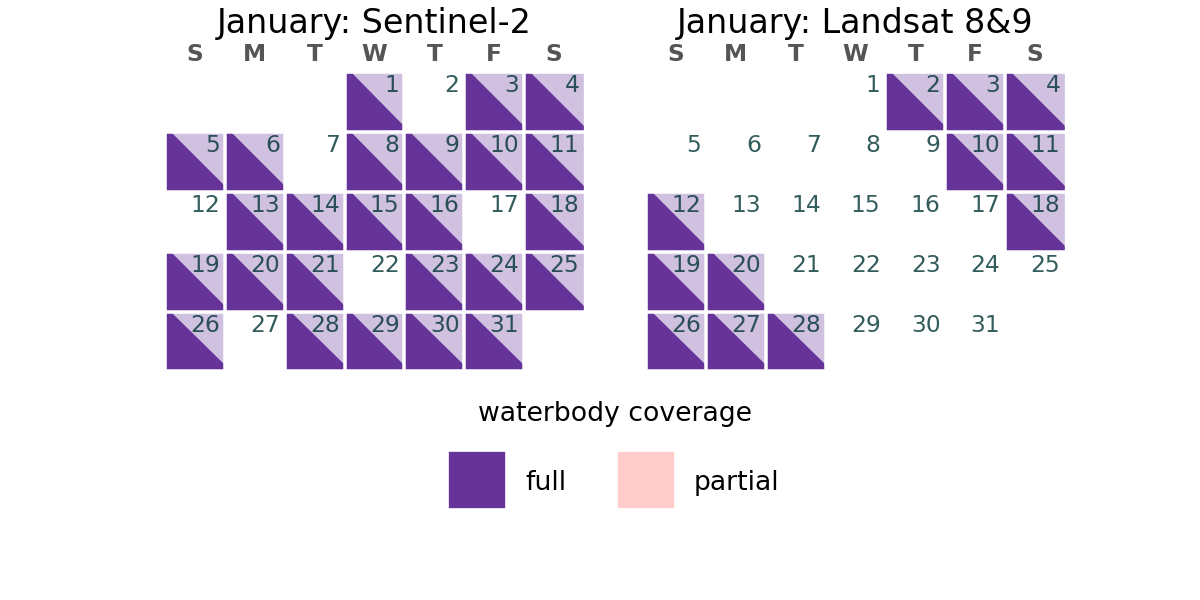 January: Sentinel-2
S M T W T F S
1 2 3 4
5 6 7 8 9 10 11
12 13 14 15 16 17 18
19 20 21 22 23 24 25
26 27 28 29 30 31
January: Landsat 8&9
S M T W T F S
1 2 3 4
5 6 7 8 9 10 11
12 13 14 15 16 17 18
19 20 21 22 23 24 25
26 27 28 29 30 31
waterbody coverage
full partial